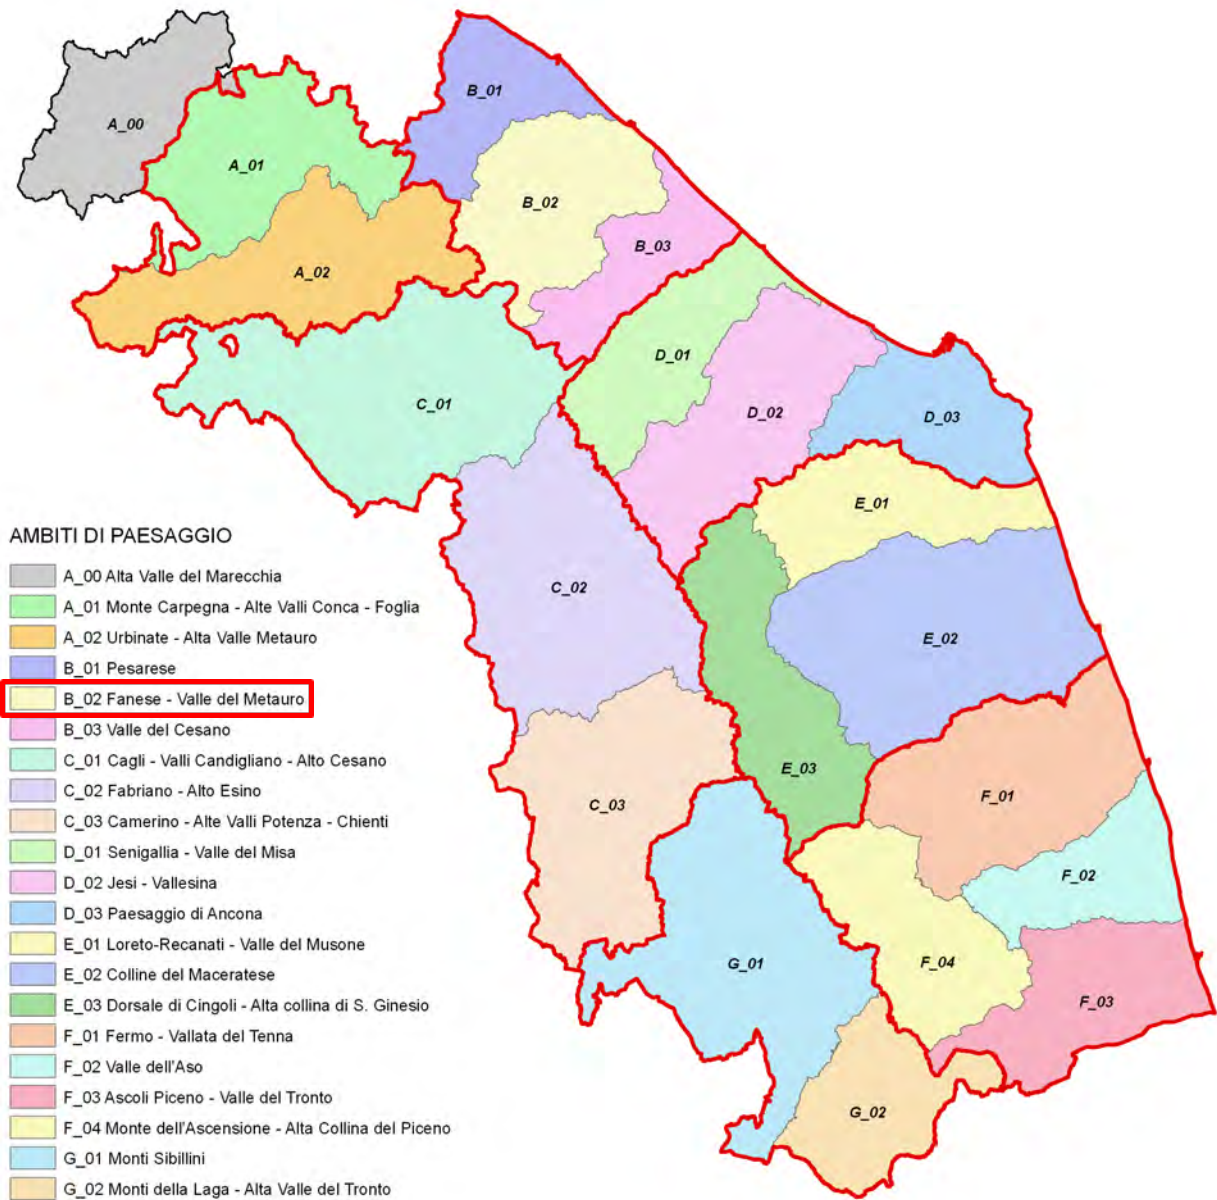 A_00
B_01
A_01
B_02
B_03
A_02
D_01
C_01
D_02
D_03
E_01
C_02
E_02
E_03
F_01
C_03
F_02
G_01
F_04
F_03
G_02
AMBITI DI PAESAGGIO
A_00 Alta Valle del Marecchia
A_01 Monte Carpegna - Alte Valli Conca - Foglia
A_02 Urbinate - Alta Valle Metauro
B_01 Pesarese
B_02 Fanese - Valle del Metauro
B_03 Valle del Cesano
C_01 Cagli - Valli Candigliano - Alto Cesano
C_02 Fabriano - Alto Esino
C_03 Camerino - Alte Valli Potenza - Chienti
D_01 Senigallia - Valle del Misa
D_02 Jesi - Vallesina
D_03 Paesaggio di Ancona
E_01 Loreto-Recanati - Valle del Musone
E_02 Colline del Maceratese
E_03 Dorsale di Cingoli - Alta collina di S. Ginesio
F_01 Fermo - Vallata del Tenna
F_02 Valle dell'Aso
F_03 Ascoli Piceno - Valle del Tronto
F_04 Monte dell'Ascensione - Alta Collina del Piceno
G_01 Monti Sibillini
G_02 Monti della Laga - Alta Valle del Tronto